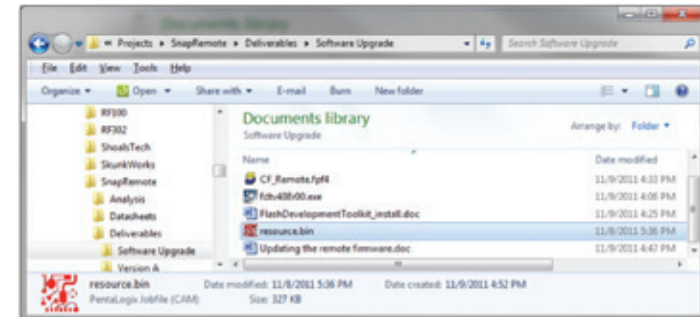 Documents library
« Projects ▸ SnapRemote ▸ Deliverables ▸ Software Upgrade
Search Software Upgrade
File Edit View Tools Help
Organize Open Share with E-mail Burn New folder
RF100
RF302
ShoalsTech
SkunkWorks
SnapRemote
Analysis
Datasheets
Deliverables
Software Upgrade
Version A
Documents library
Software Upgrade
Arrange by: Folder
Name Date modified
CF_Remote.fpf4 11/9/2011 4:33 PM
fdtv408r00.exe 11/9/2011 4:06 PM
FlashDevelopmentToolkit_install.doc 11/9/2011 4:25 PM
resource.bin 11/8/2011 5:36 PM
Updating the remote firmware.doc 11/9/2011 4:47 PM
resource.bin Date modified: 11/8/2011 5:36 PM Date created: 11/9/2011 4:52 PM
PentaLogix Jobfile (CAM) Size: 327 KB